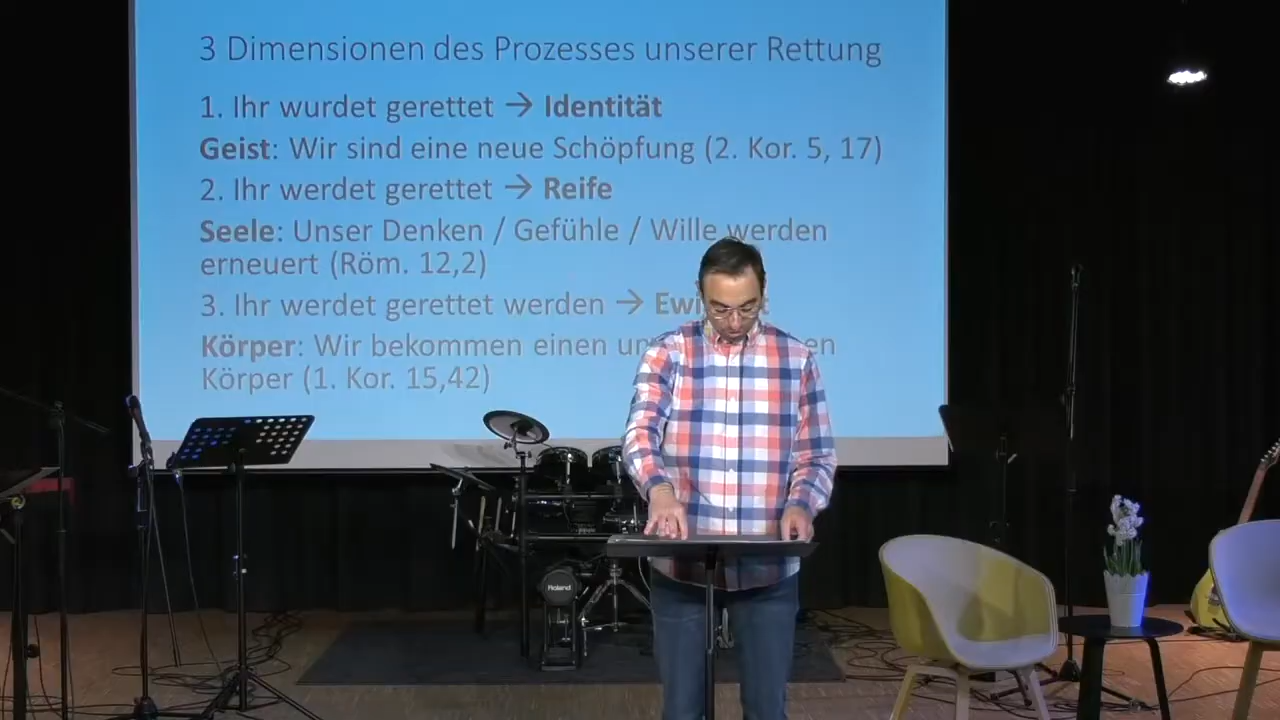 3 Dimensionen des Prozesses unserer Rettung
1. Ihr wurdet gerettet → Identität
Geist: Wir sind eine neue Schöpfung (2. Kor. 5, 17)
2. Ihr werdet gerettet → Reife
Seele: Unser Denken / Gefühle / Wille werden
erneuert (Röm. 12,2)
3. Ihr werdet gerettet werden →
Körper: Wir bekommen einen
Körper (1. Kor. 15,42)
Roland